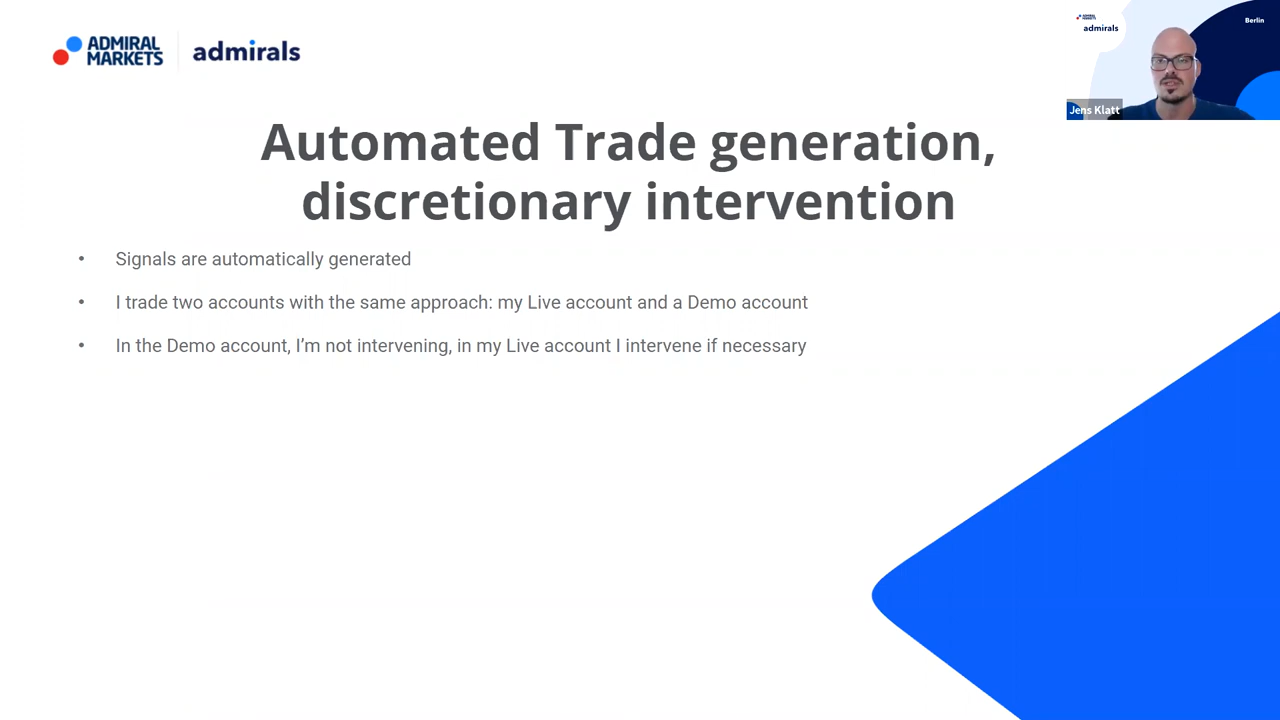 ADMIRAL
MARKETS
admirals
ADMIRAL
MARKETS
admirals
Berlin
Jens Klatt
Automated Trade generation,
discretionary intervention
• Signals are automatically generated
• I trade two accounts with the same approach: my Live account and a Demo account
• In the Demo account, I’m not intervening, in my Live account I intervene if necessary